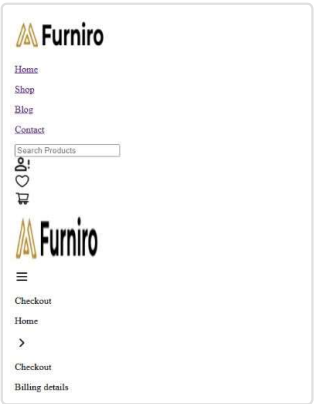 Furniro
Home
Shop
Blog
Contact
Search Products
Furniro
Checkout
Home
Checkout
Billing details